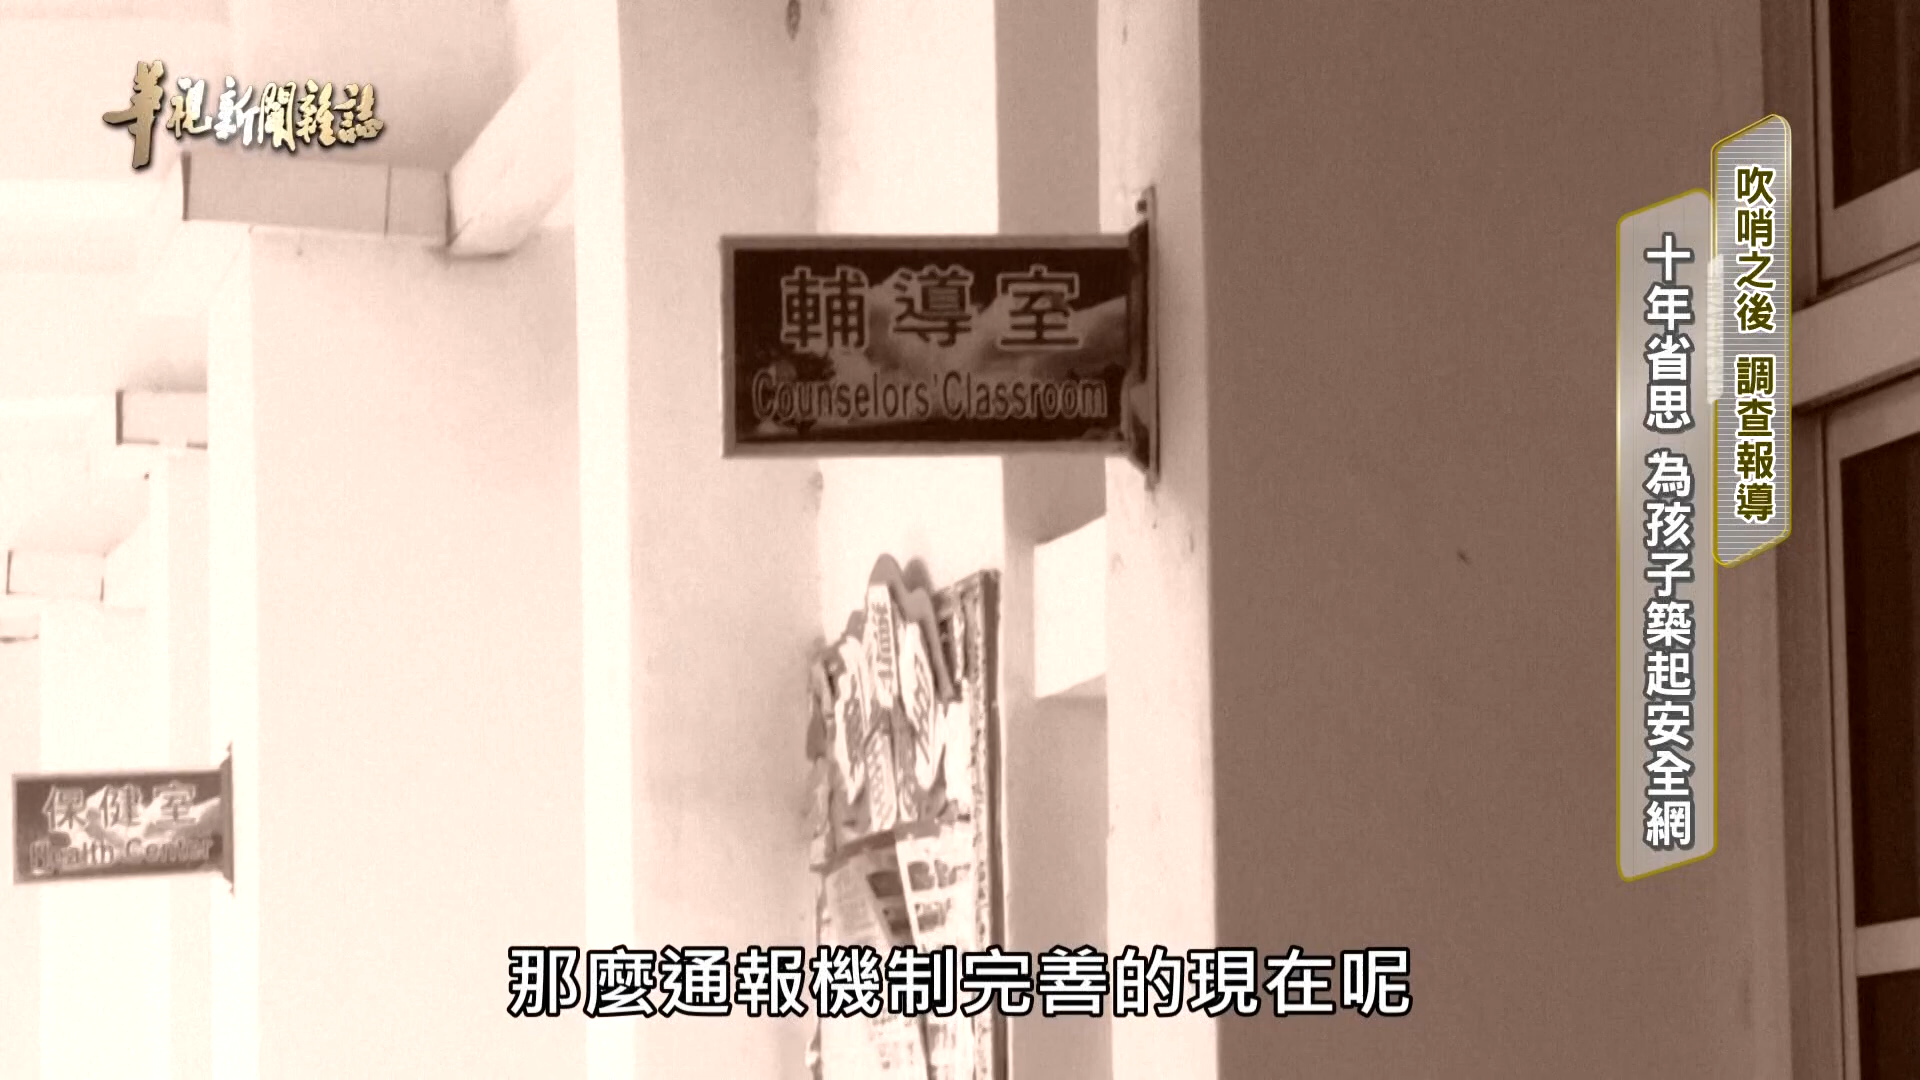 華視新聞雜誌
吹哨之後 調查報導
十年省思 為孩子築起安全網
輔導室
Counselors' Classroom
保健室
Health Center
那麼通報機制完善的現在呢